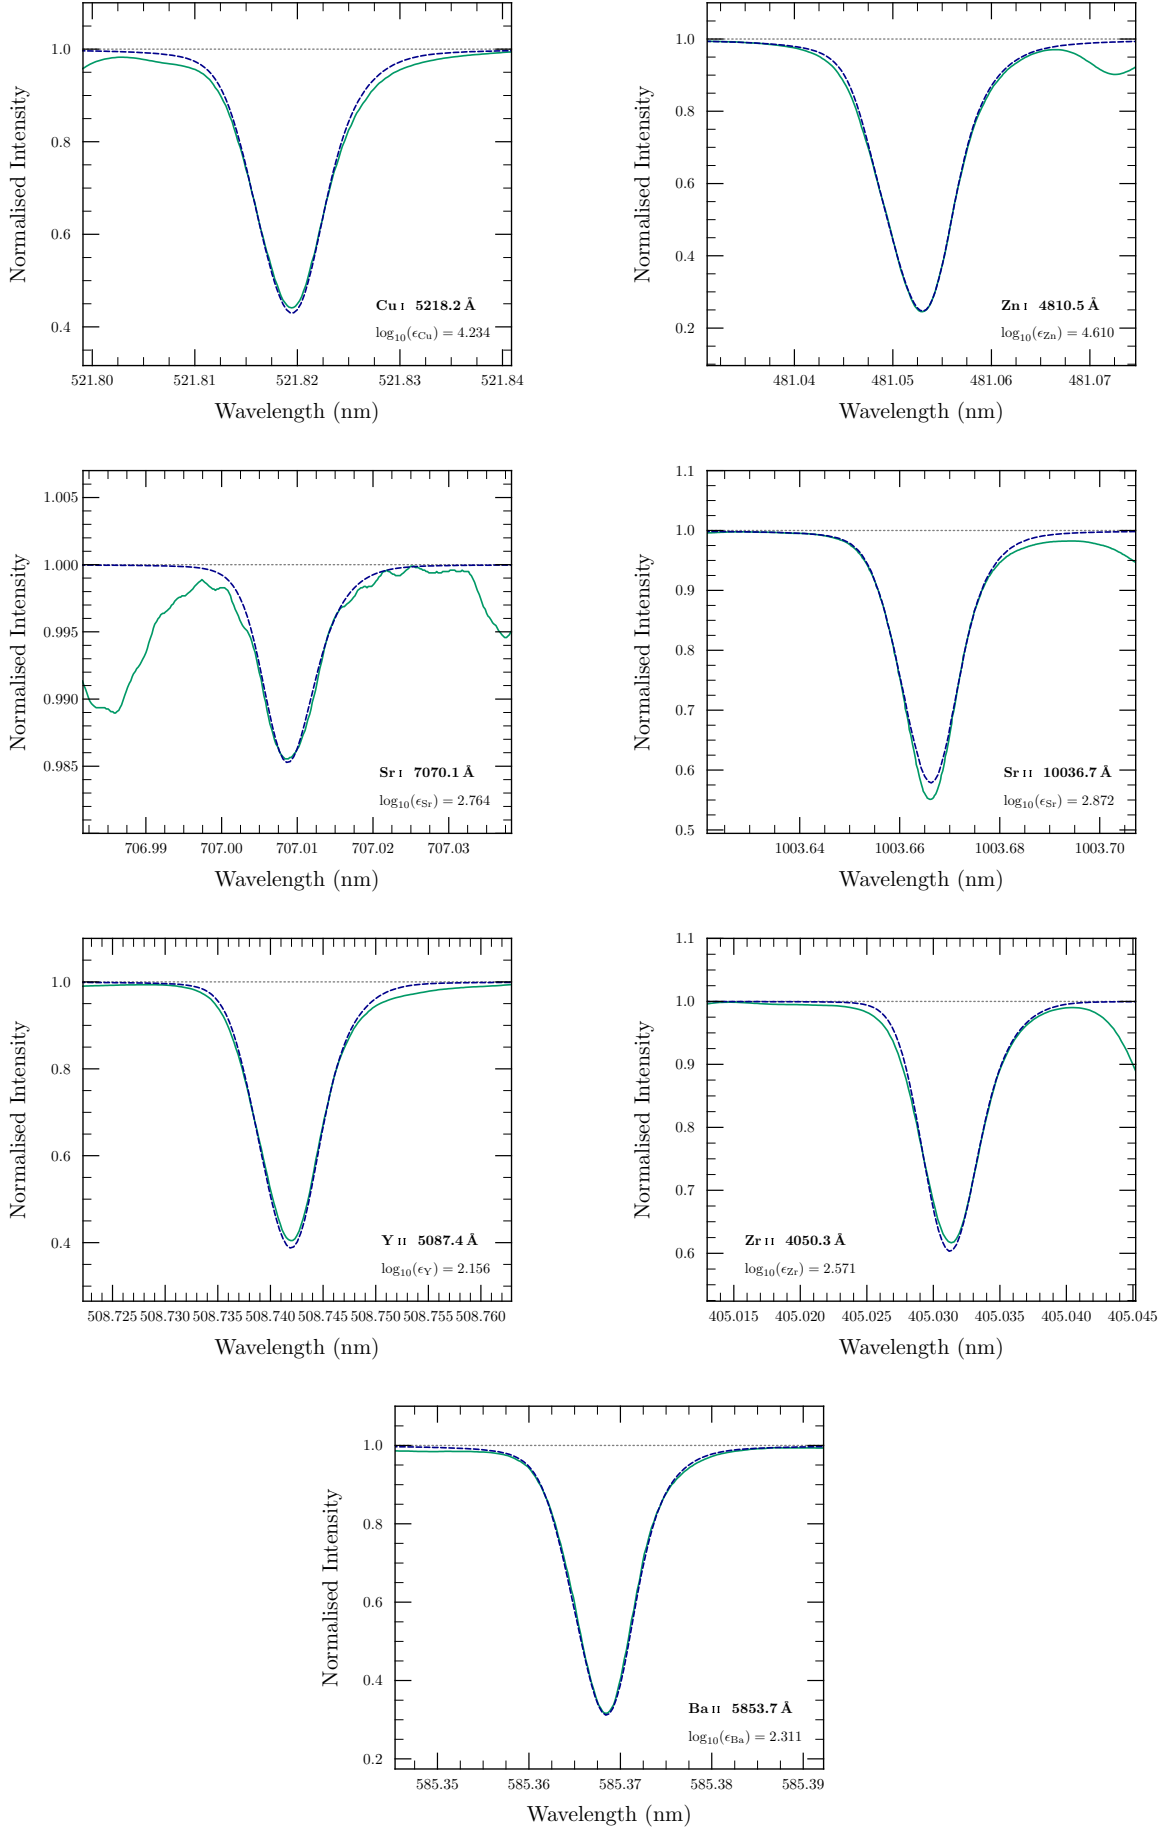 Normalised Intensity
1.0
0.8
0.6
0.4
Cu I 5218.2 Å
log10(ϵCu) = 4.234
521.80 521.81 521.82 521.83 521.84
Wavelength (nm)
Normalised Intensity
1.0
0.8
0.6
0.4
0.2
Zn I 4810.5 Å
log10(ϵZn) = 4.610
481.04 481.05 481.06 481.07
Wavelength (nm)
Normalised Intensity
1.005
1.000
0.995
0.990
0.985
Sr I 7070.1 Å
log10(ϵSr) = 2.764
706.99 707.00 707.01 707.02 707.03
Wavelength (nm)
Normalised Intensity
1.1
1.0
0.9
0.8
0.7
0.6
0.5
Sr II 10036.7 Å
log10(ϵSr) = 2.872
1003.64 1003.66 1003.68 1003.70
Wavelength (nm)
Normalised Intensity
1.0
0.8
0.6
0.4
Y II 5087.4 Å
log10(ϵY) = 2.156
508.725 508.730 508.735 508.740 508.745 508.750 508.755 508.760
Wavelength (nm)
Normalised Intensity
1.1
1.0
0.9
0.8
0.7
0.6
Zr II 4050.3 Å
log10(ϵZr) = 2.571
405.015 405.020 405.025 405.030 405.035 405.040 405.045
Wavelength (nm)
Normalised Intensity
1.0
0.8
0.6
0.4
0.2
Ba II 5853.7 Å
log10(ϵBa) = 2.311
585.35 585.36 585.37 585.38 585.39
Wavelength (nm)